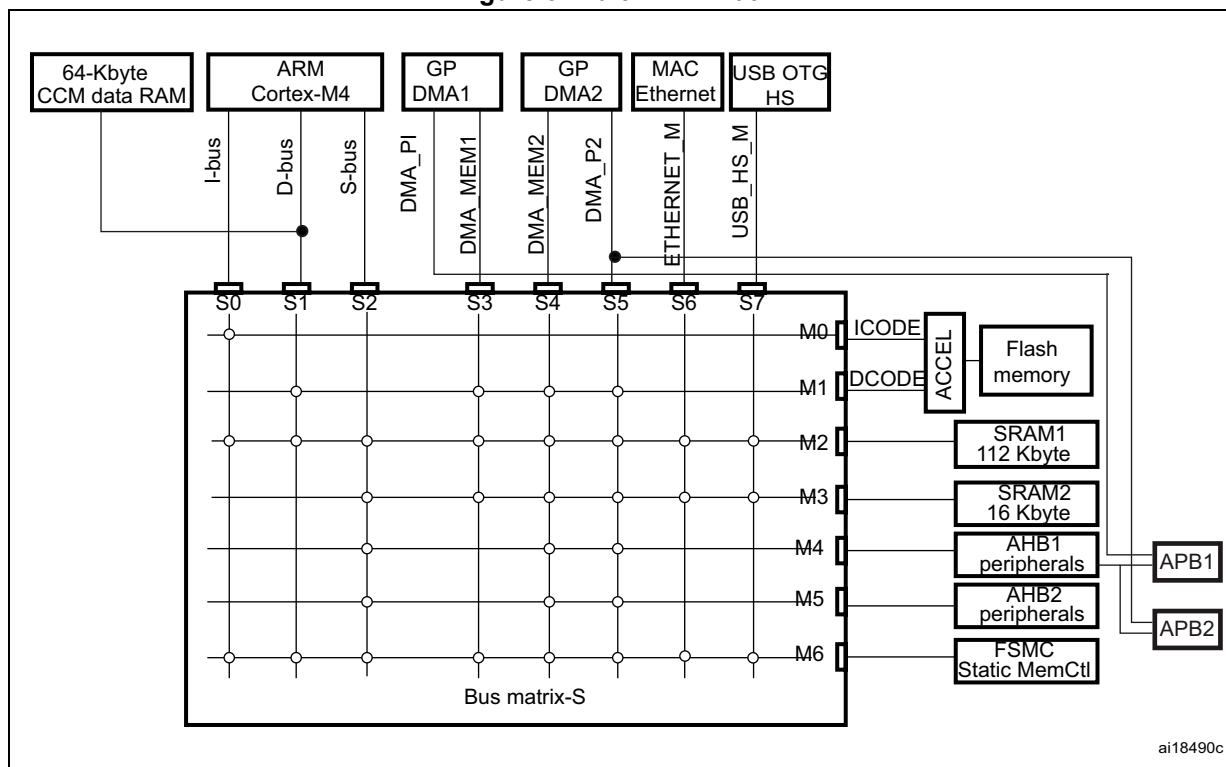 64-Kbyte
CCM data RAM
ARM
Cortex-M4
GP
DMA1
GP
DMA2
MAC
Ethernet
USB OTG
HS
I-bus
D-bus
S-bus
DMA_PI
DMA_MEM1
DMA_MEM2
DMA_P2
ETHERNET_M
USB_HS_M
S0
S1
S2
S3
S4
S5
S6
S7
M0
ICODE
M1
DCODE
ACCEL
Flash
memory
M2
SRAM1
112 Kbyte
M3
SRAM2
16 Kbyte
M4
AHB1
peripherals
APB1
M5
AHB2
peripherals
APB2
M6
FSMC
Static MemCtl
Bus matrix-S
ai18490c